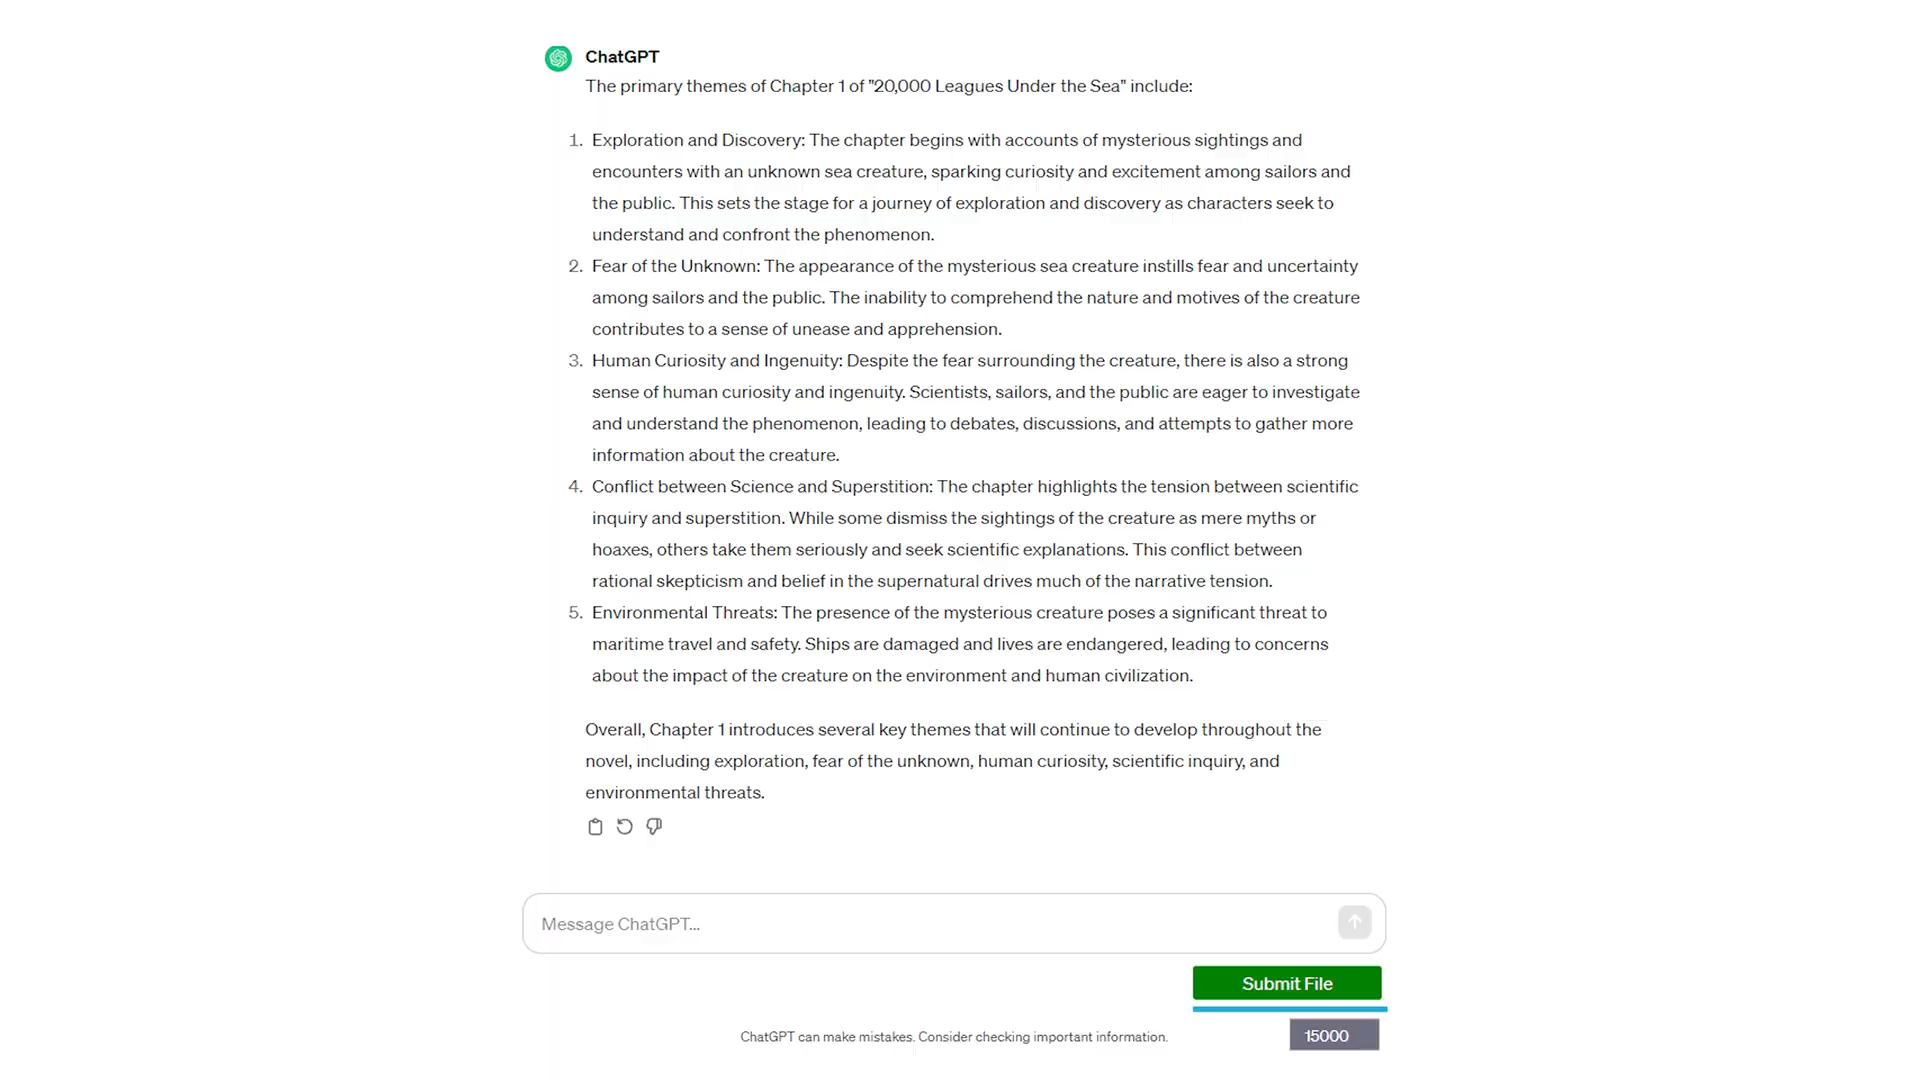 ChatGPT
The primary themes of Chapter 1 of "20,000 Leagues Under the Sea" include:
1. Exploration and Discovery: The chapter begins with accounts of mysterious sightings and
encounters with an unknown sea creature, sparking curiosity and excitement among sailors and
the public. This sets the stage for a journey of exploration and discovery as characters seek to
understand and confront the phenomenon.
2. Fear of the Unknown: The appearance of the mysterious sea creature instills fear and uncertainty
among sailors and the public. The inability to comprehend the nature and motives of the creature
contributes to a sense of unease and apprehension.
3. Human Curiosity and Ingenuity: Despite the fear surrounding the creature, there is also a strong
sense of human curiosity and ingenuity. Scientists, sailors, and the public are eager to investigate
and understand the phenomenon, leading to debates, discussions, and attempts to gather more
information about the creature.
4. Conflict between Science and Superstition: The chapter highlights the tension between scientific
inquiry and superstition. While some dismiss the sightings of the creature as mere myths or
hoaxes, others take them seriously and seek scientific explanations. This conflict between
rational skepticism and belief in the supernatural drives much of the narrative tension.
5. Environmental Threats: The presence of the mysterious creature poses a significant threat to
maritime travel and safety. Ships are damaged and lives are endangered, leading to concerns
about the impact of the creature on the environment and human civilization.
Overall, Chapter 1 introduces several key themes that will continue to develop throughout the
novel, including exploration, fear of the unknown, human curiosity, scientific inquiry, and
environmental threats.
Message ChatGPT...
Submit File
ChatGPT can make mistakes. Consider checking important information.
15000